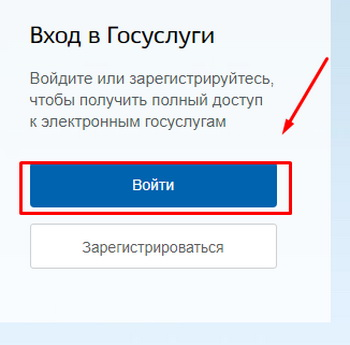 Вход в Госуслуги
Войдите или зарегистрируйтесь,
чтобы получить полный доступ
к электронным госуслугам
Войти
Зарегистрироваться